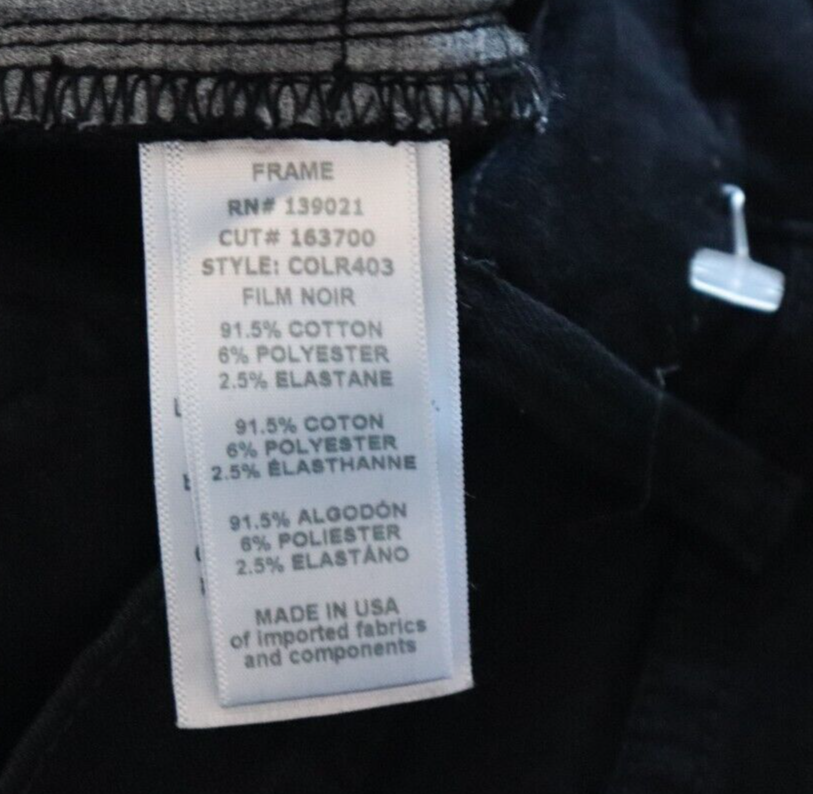 FRAME
RN# 139021
CUT# 163700
STYLE: COLR403
FILM NOIR
91.5% COTTON
6% POLYESTER
2.5% ELASTANE
91.5% COTON
6% POLYESTER
2.5% ÉLASTHANNE
91.5% ALGODÓN
6% POLIESTER
2.5% ELASTÁNO
MADE IN USA
of imported fabrics
and components